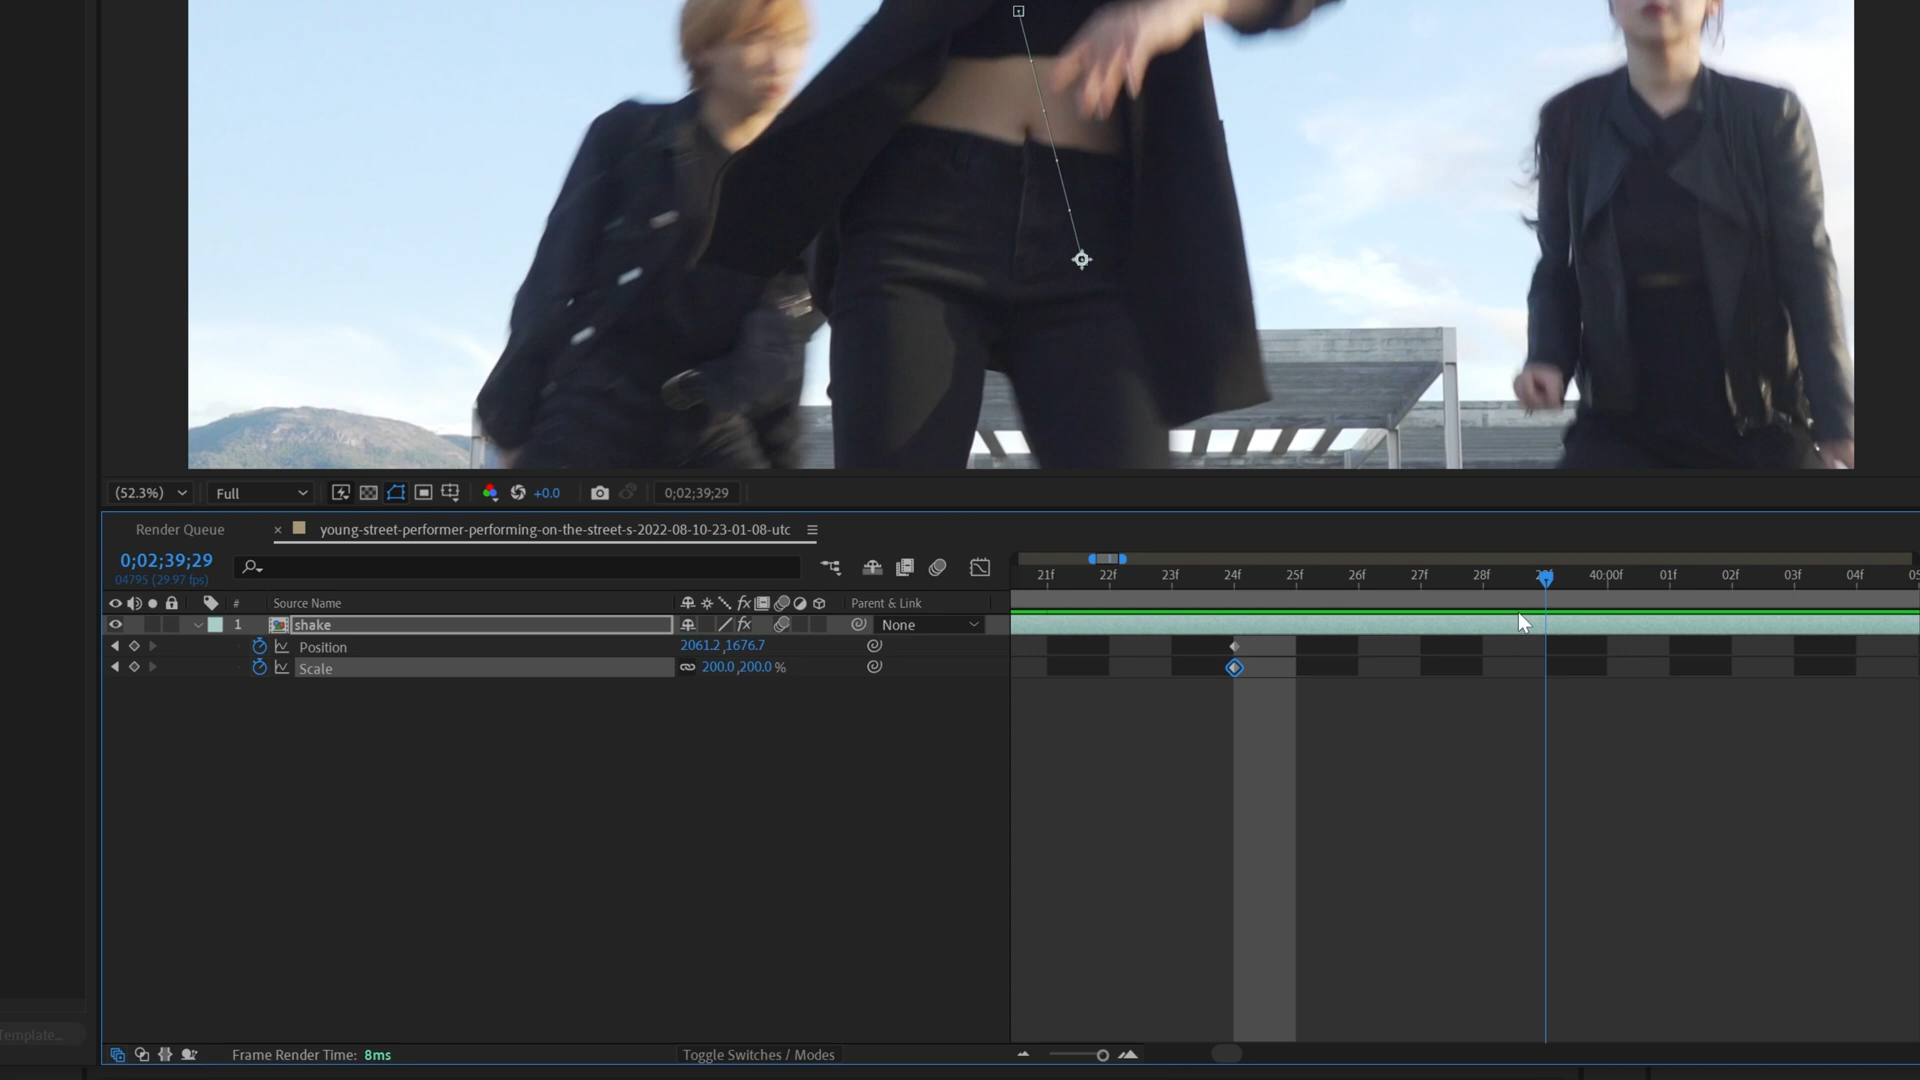 (52.3%) Full +0.0 0;02;39;29
Render Queue × young-street-performer-performing-on-the-street-s-2022-08-10-23-01-08-utc
0;02;39;29
04795 (29.97 fps)
21f 22f 23f 24f 25f 26f 27f 28f 40:00f 01f 02f 03f 04f 05
# Source Name fx Parent & Link
1 shake fx None
Position 2061.2,1676.7
Scale 200.0,200.0 %
Template...
Frame Render Time: 8ms Toggle Switches / Modes